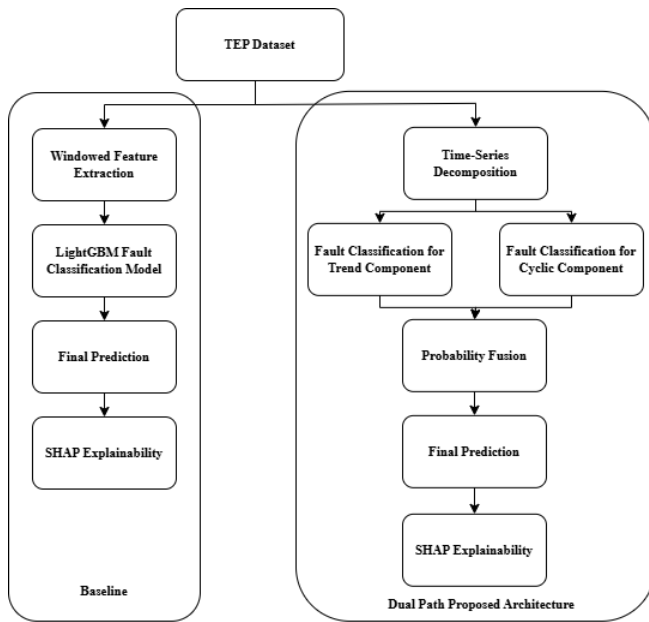 TEP Dataset
Windowed Feature
Extraction
LightGBM Fault
Classification Model
Final Prediction
SHAP Explainability
Baseline
Time-Series
Decomposition
Fault Classification for
Trend Component
Fault Classification for
Cyclic Component
Probability Fusion
Final Prediction
SHAP Explainability
Dual Path Proposed Architecture